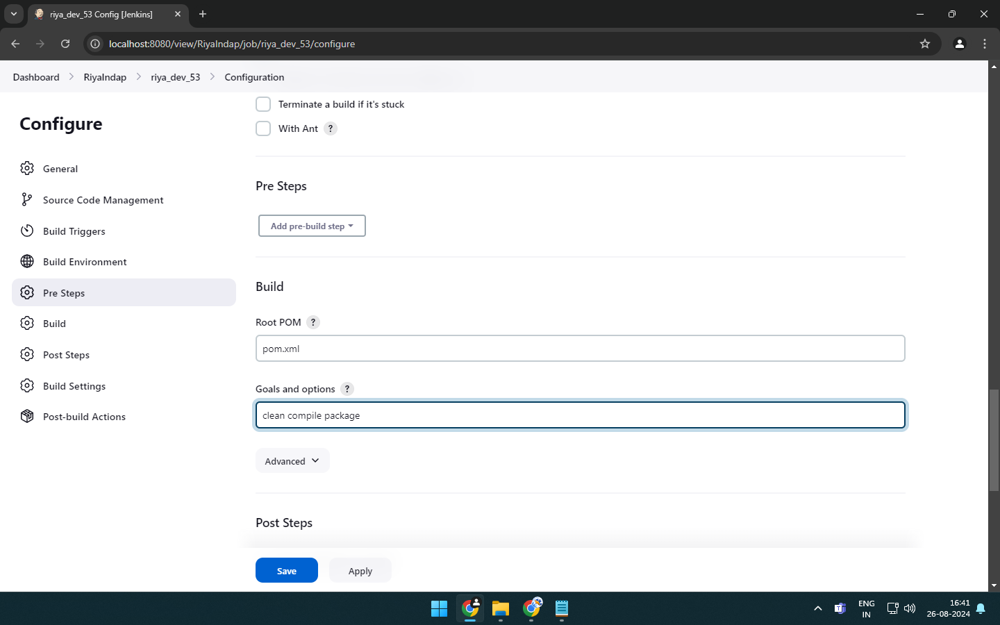 riya_dev_53 Config [Jenkins]
localhost:8080/view/RiyaIndap/job/riya_dev_53/configure
Dashboard RiyaIndap riya_dev_53 Configuration
Configure
General
Source Code Management
Build Triggers
Build Environment
Pre Steps
Build
Post Steps
Build Settings
Post-build Actions
Terminate a build if it's stuck
With Ant ?
Pre Steps
Add pre-build step
Build
Root POM ?
pom.xml
Goals and options ?
clean compile package
Advanced
Post Steps
Save Apply
ENG
IN
16:41
26-08-2024